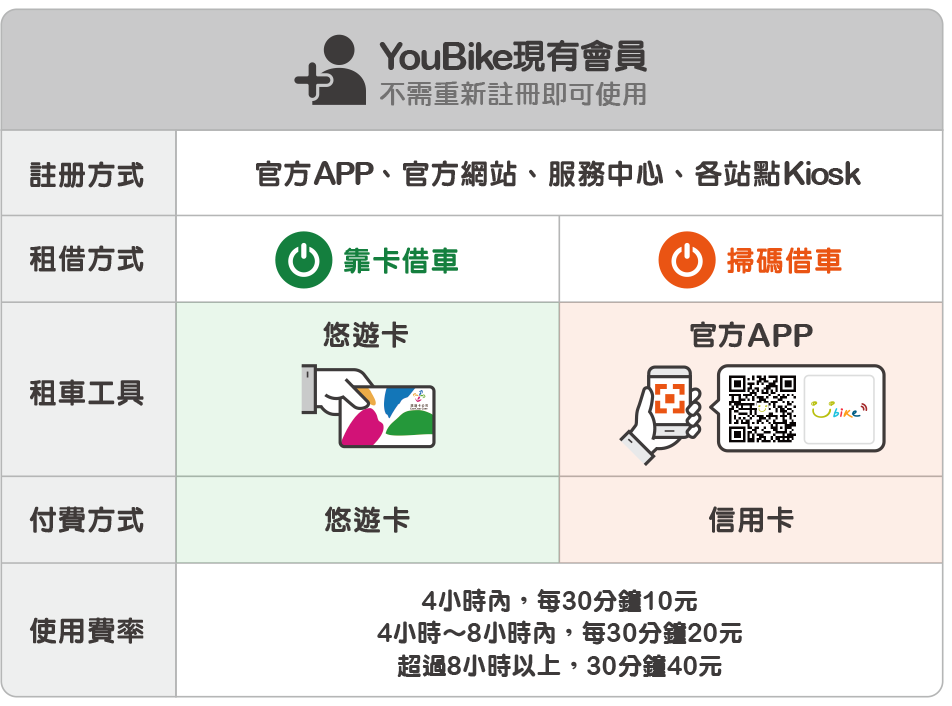 YouBike現有會員
不需重新註冊即可使用
註册方式
官方APP、官方網站、服務中心、各站點Kiosk
租借方式
靠卡借車
掃碼借車
租車工具
悠遊卡
官方APP
Ubike
付費方式
悠遊卡
信用卡
使用費率
4小時內，每30分鐘10元
4小時～8小時內，每30分鐘20元
超過8小時以上，30分鐘40元